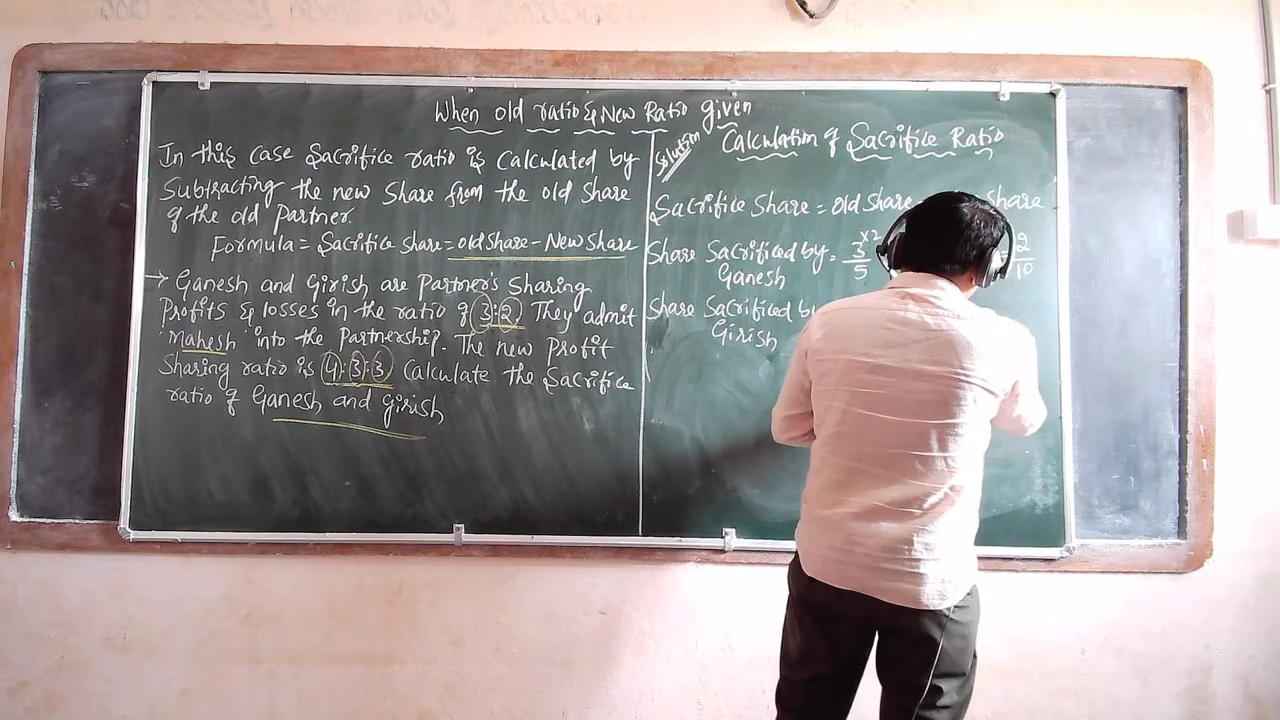 When old ratio & New Ratio given
In this case Sacrifice ratio is Calculated by
Subtracting the new Share from the old Share
of the old Partner.
Formula = Sacrifice Share = old Share - New Share
→ Ganesh and Girish are Partner's Sharing
Profits & losses in the ratio of 3:2. They admit
'Mahesh' into the Partnership. The new Profit
Sharing ratio is 4:3:3 Calculate the Sacrifice
ratio of Ganesh and Girish
Solution
Calculation of Sacrifice Ratio
Sacrifice Share = Old Share - Share
Share Sacrificed by = 3×2/5 = 2/10
Ganesh
Share Sacrificed by
Girish